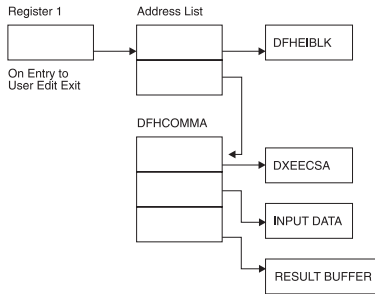 Register 1
Address List
DFHEIBLK
On Entry to
User Edit Exit
DFHCOMMA
DXEECSA
INPUT DATA
RESULT BUFFER